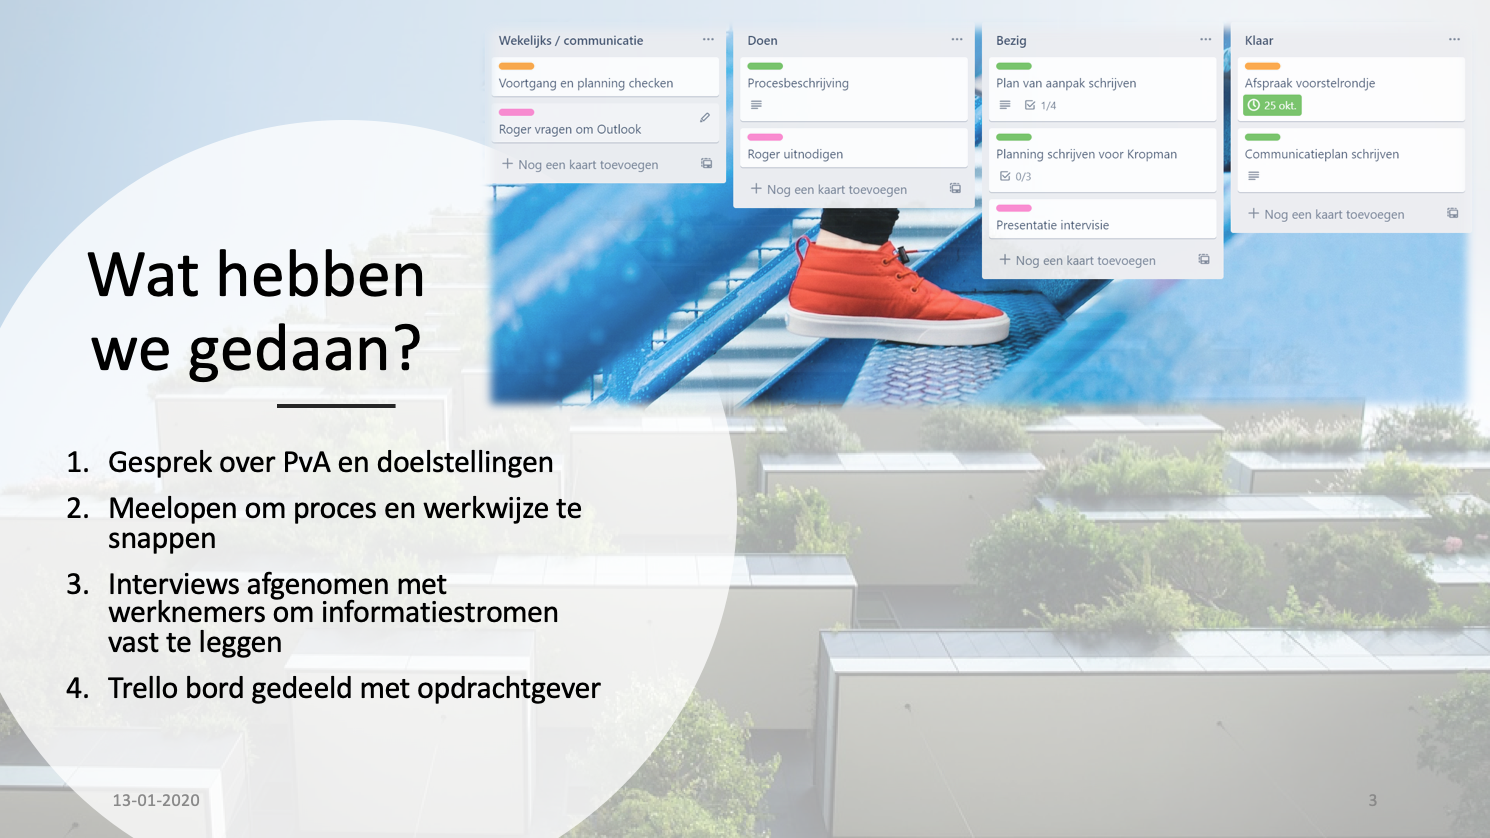 Wekelijks / communicatie
Voortgang en planning checken
Roger vragen om Outlook
+ Nog een kaart toevoegen
Doen
Procesbeschrijving
Roger uitnodigen
+ Nog een kaart toevoegen
Bezig
Plan van aanpak schrijven
1/4
Planning schrijven voor Kropman
0/3
Presentatie intervisie
+ Nog een kaart toevoegen
Klaar
Afspraak voorstelrondje
25 okt.
Communicatieplan schrijven
+ Nog een kaart toevoegen
Wat hebben
we gedaan?
1. Gesprek over PvA en doelstellingen
2. Meelopen om proces en werkwijze te
snappen
3. Interviews afgenomen met
werknemers om informatiestromen
vast te leggen
4. Trello bord gedeeld met opdrachtgever
13-01-2020
3